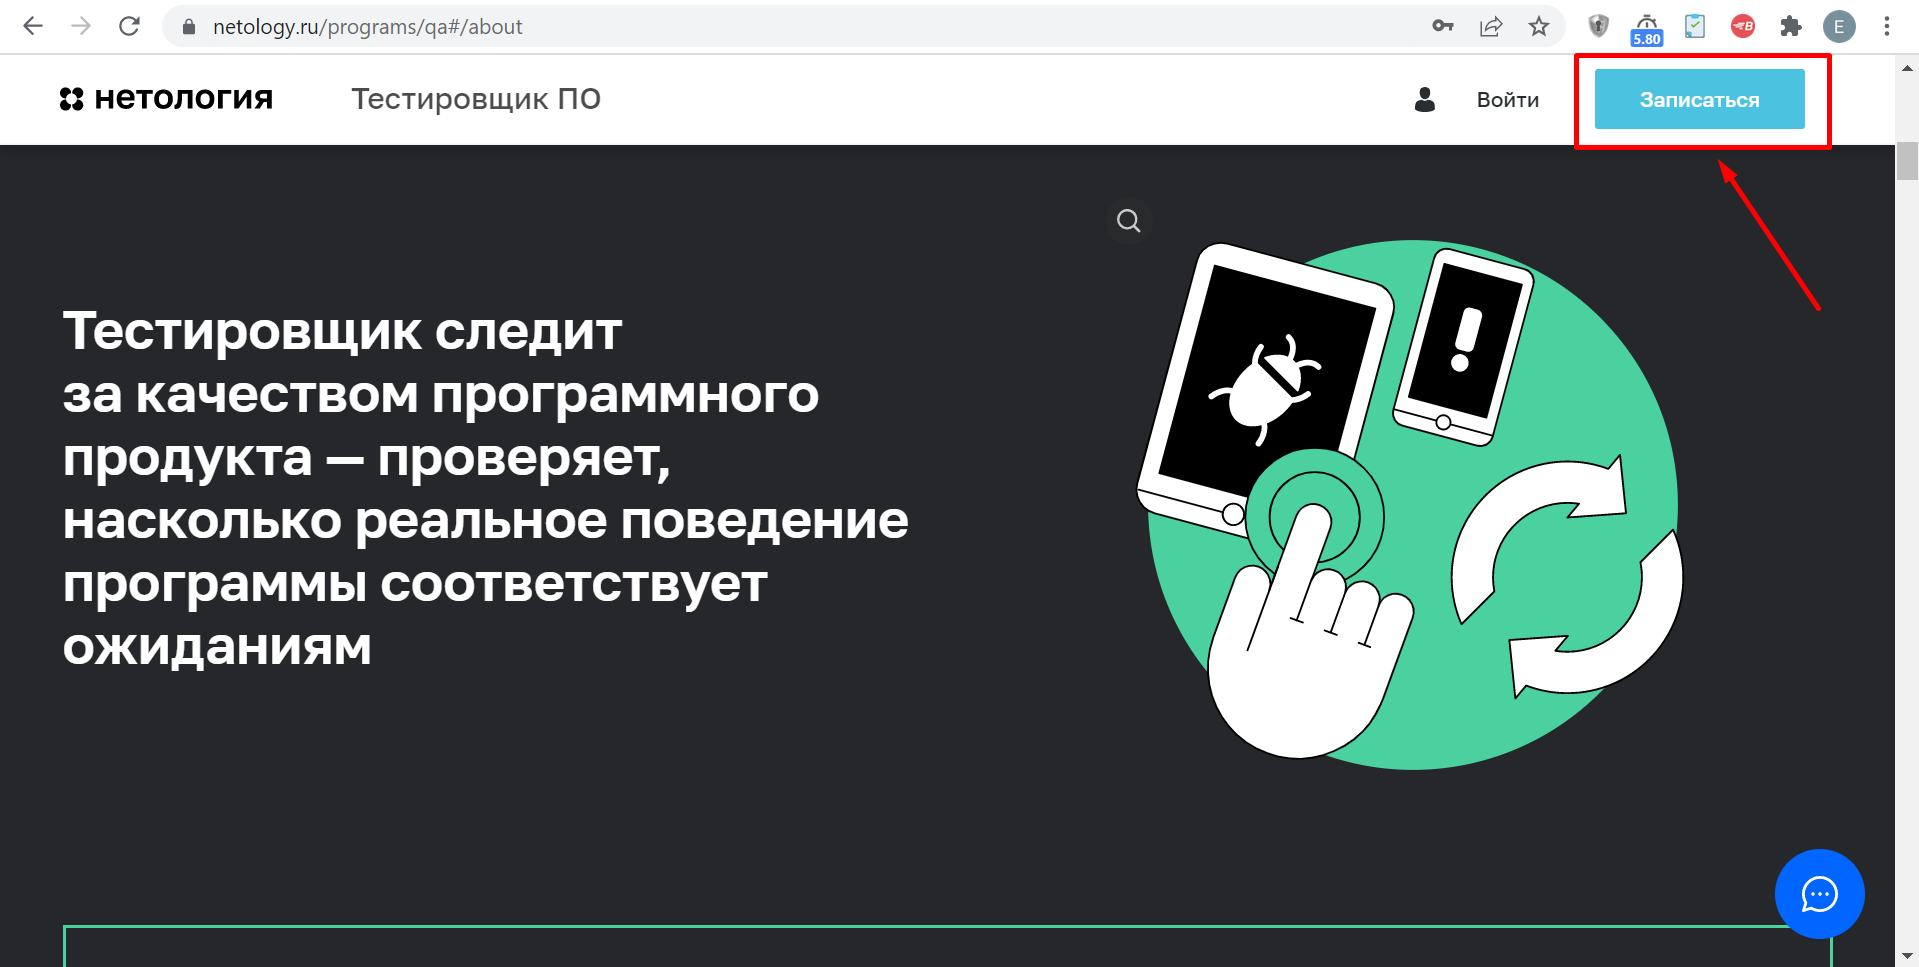 netology.ru/programs/qa#/about
5.80
B
E
нетология
Тестировщик ПО
Войти
Записаться
Тестировщик следит
за качеством программного
продукта — проверяет,
насколько реальное поведение
программы соответствует
ожиданиям